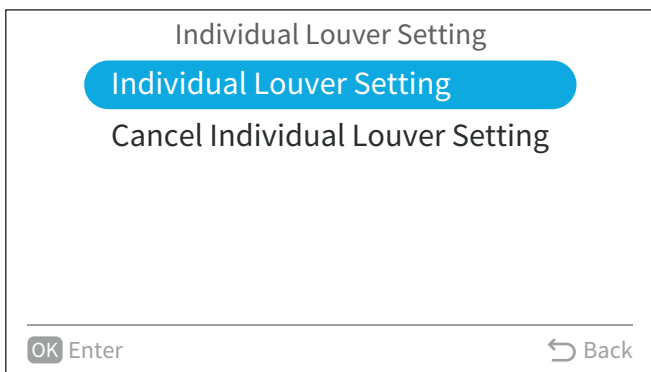 Individual Louver Setting
Individual Louver Setting
Cancel Individual Louver Setting
OK Enter Back